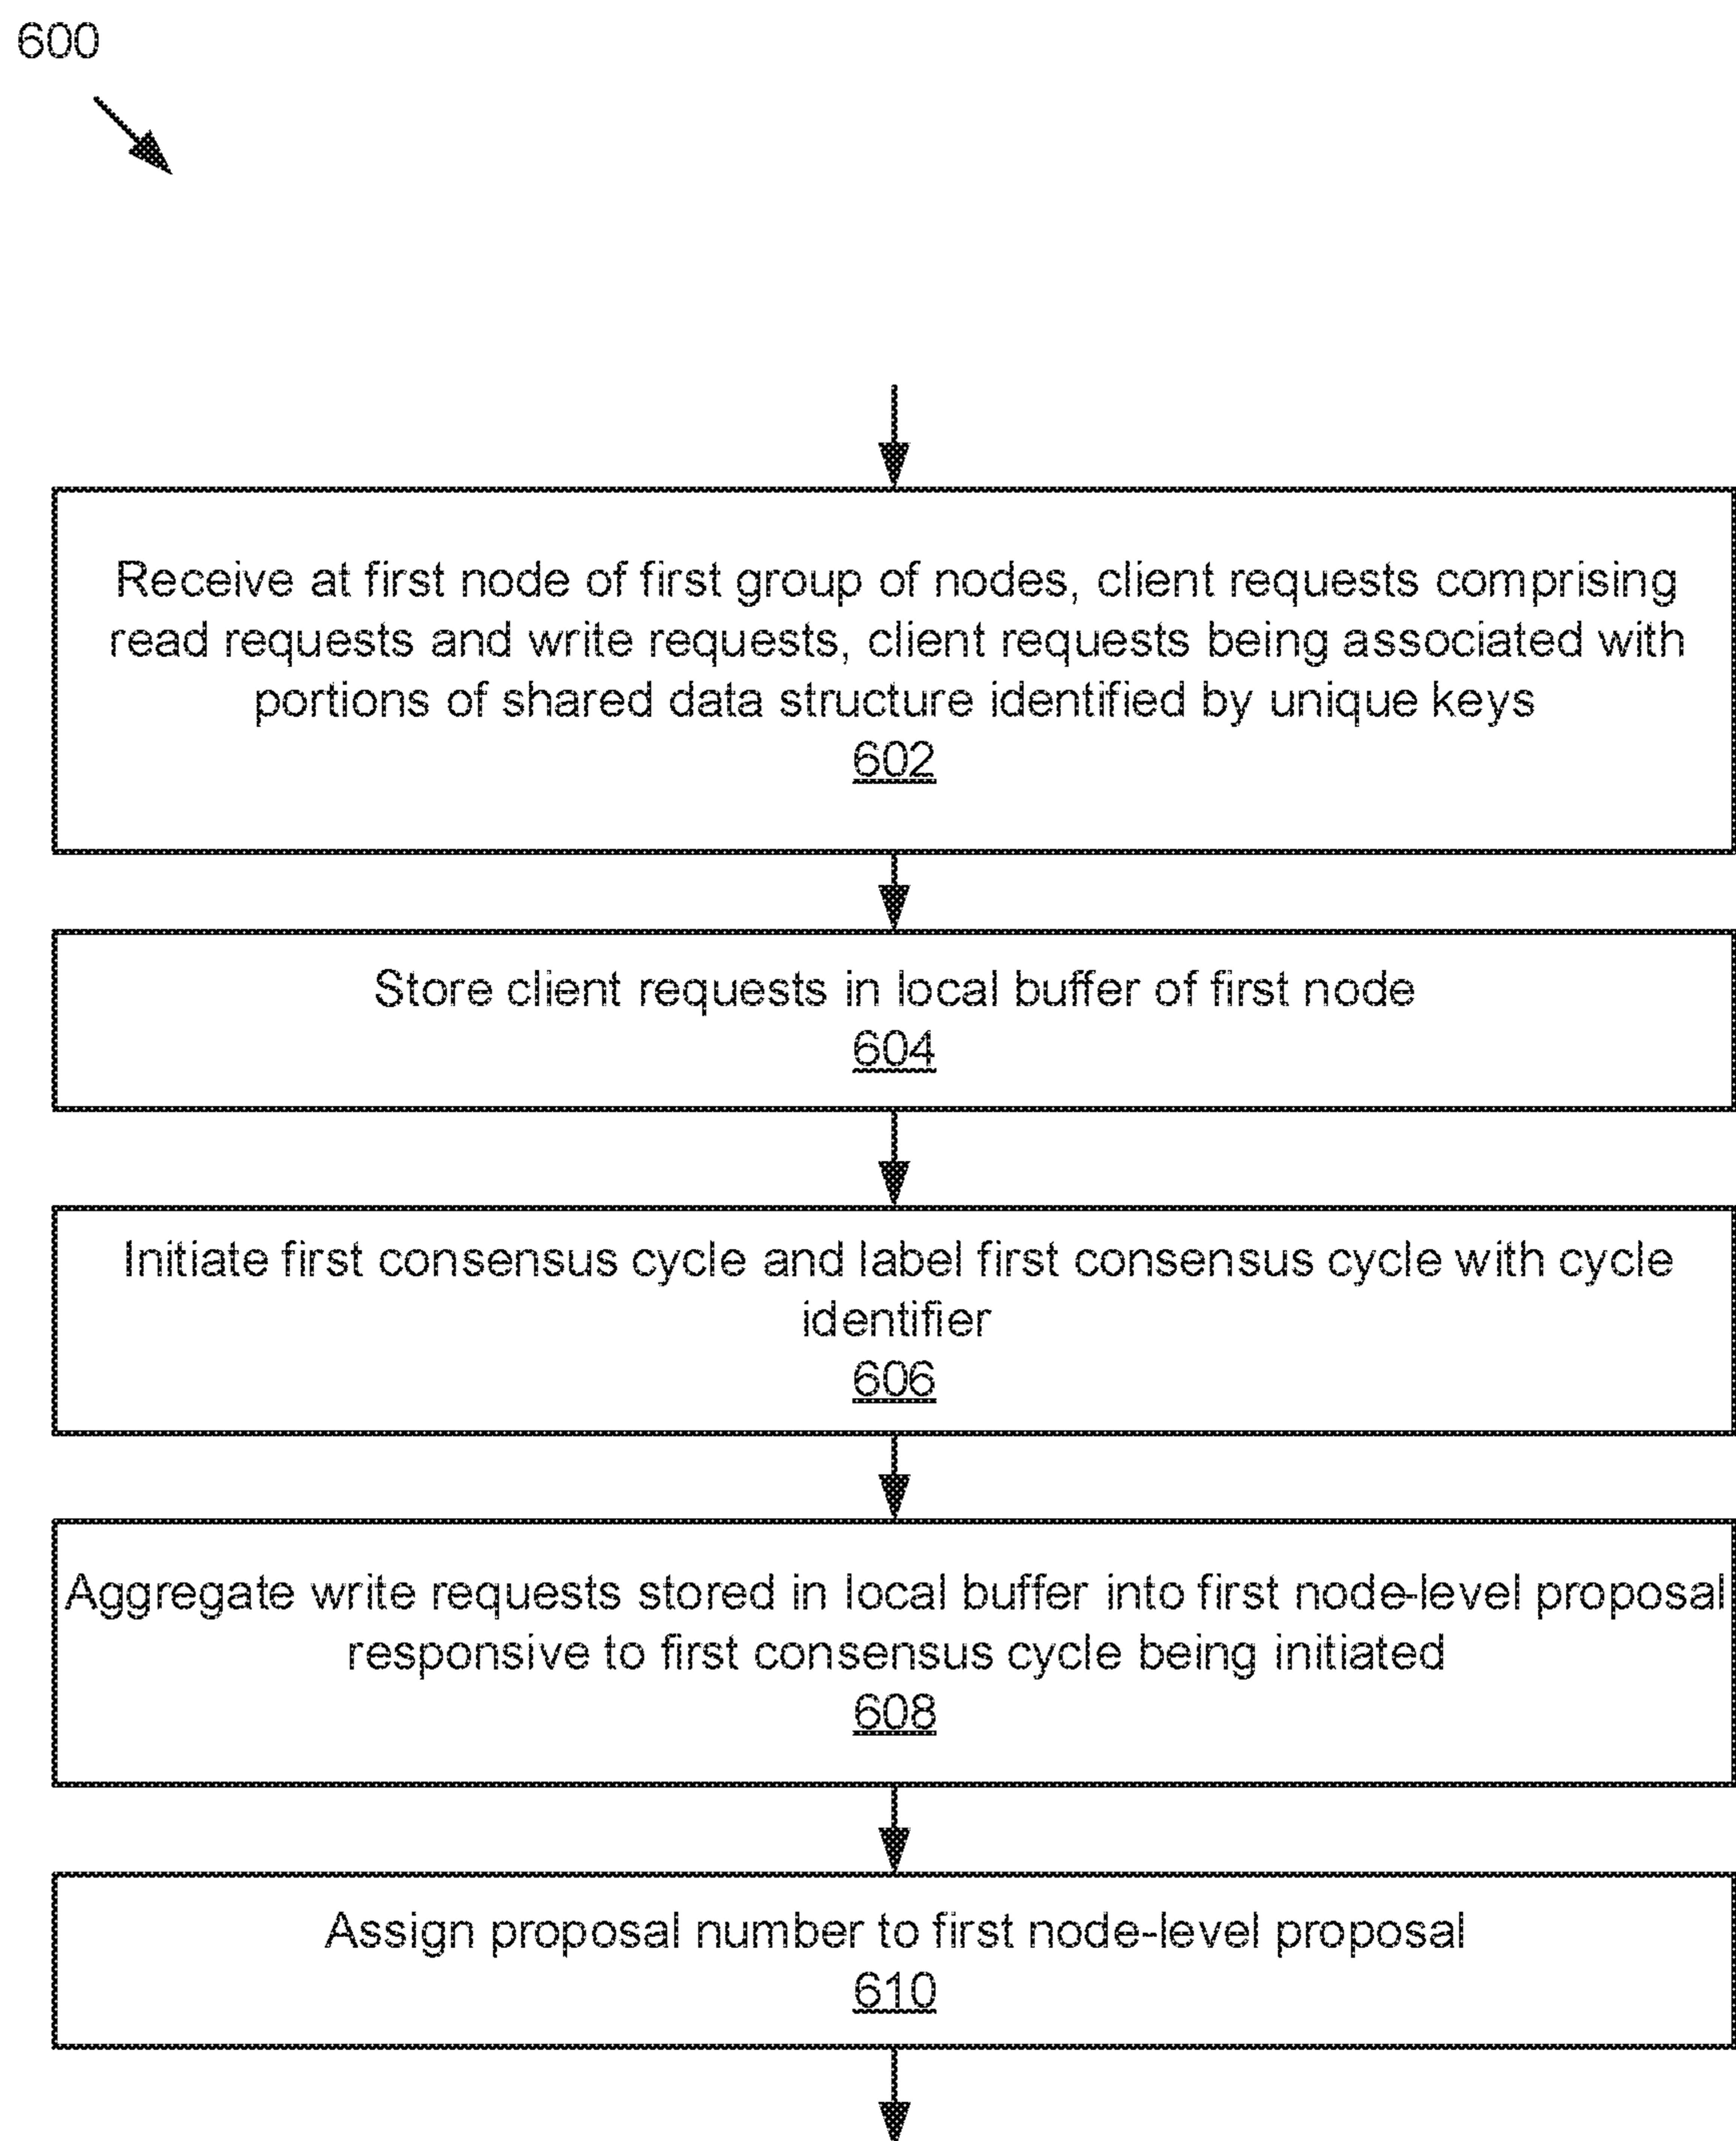 600
Receive at first node of first group of nodes, client requests comprising
read requests and write requests, client requests being associated with
portions of shared data structure identified by unique keys
602
Store client requests in local buffer of first node
604
Initiate first consensus cycle and label first consensus cycle with cycle
identifier
606
Aggregate write requests stored in local buffer into first node-level proposal
responsive to first consensus cycle being initiated
608
Assign proposal number to first node-level proposal
610